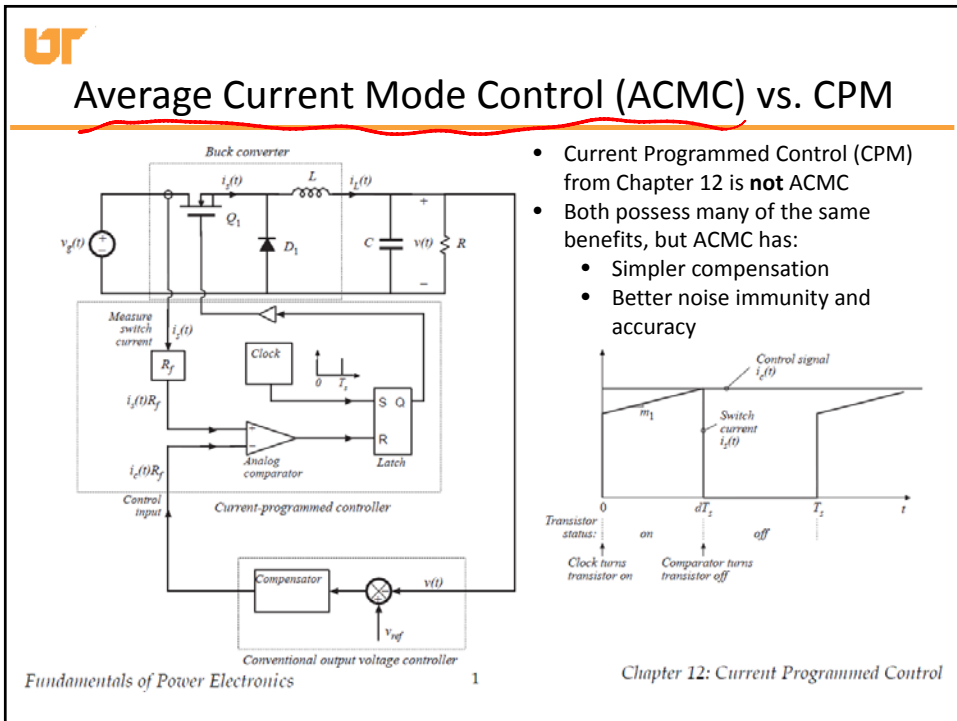 UT
Average Current Mode Control (ACMC) vs. CPM
Buck converter
i_s(t)
L
i_L(t)
Q_1
v_g(t)
+
–
D_1
C
+
v(t)
–
R
Measure
switch
current
i_s(t)
R_f
Clock
0
T_s
i_s(t)R_f
S Q
R
+
–
Analog
comparator
Latch
i_c(t)R_f
Control
input
Current-programmed controller
Compensator
v(t)
v_ref
Conventional output voltage controller
• Current Programmed Control (CPM)
from Chapter 12 is not ACMC
• Both possess many of the same
benefits, but ACMC has:
• Simpler compensation
• Better noise immunity and
accuracy
Control signal
i_c(t)
m_1
Switch
current
i_s(t)
0
dT_s
T_s
t
Transistor
status:
on
off
Clock turns
transistor on
Comparator turns
transistor off
Fundamentals of Power Electronics
1
Chapter 12: Current Programmed Control